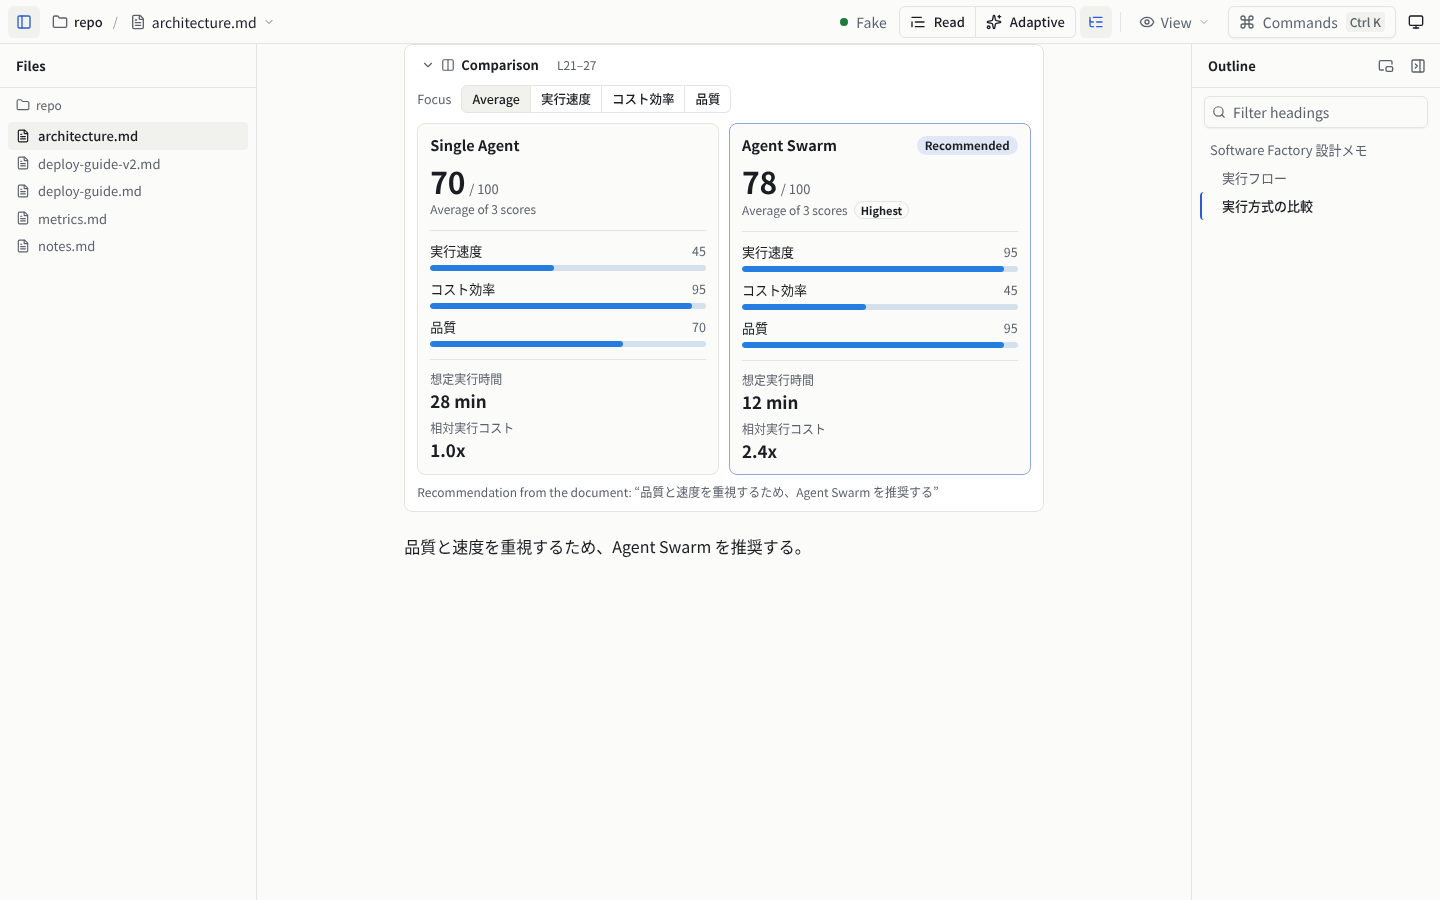 repo / architecture.md
Fake
Read
Adaptive
View
Commands Ctrl K
Files
repo
architecture.md
deploy-guide-v2.md
deploy-guide.md
metrics.md
notes.md
Comparison L21–27
Focus Average 実行速度 コスト効率 品質
Single Agent
70 / 100
Average of 3 scores
実行速度 45
コスト効率 95
品質 70
想定実行時間
28 min
相対実行コスト
1.0x
Agent Swarm Recommended
78 / 100
Average of 3 scores Highest
実行速度 95
コスト効率 45
品質 95
想定実行時間
12 min
相対実行コスト
2.4x
Recommendation from the document: “品質と速度を重視するため、Agent Swarm を推奨する”
品質と速度を重視するため、Agent Swarm を推奨する。
Outline
Filter headings
Software Factory 設計メモ
実行フロー
実行方式の比較